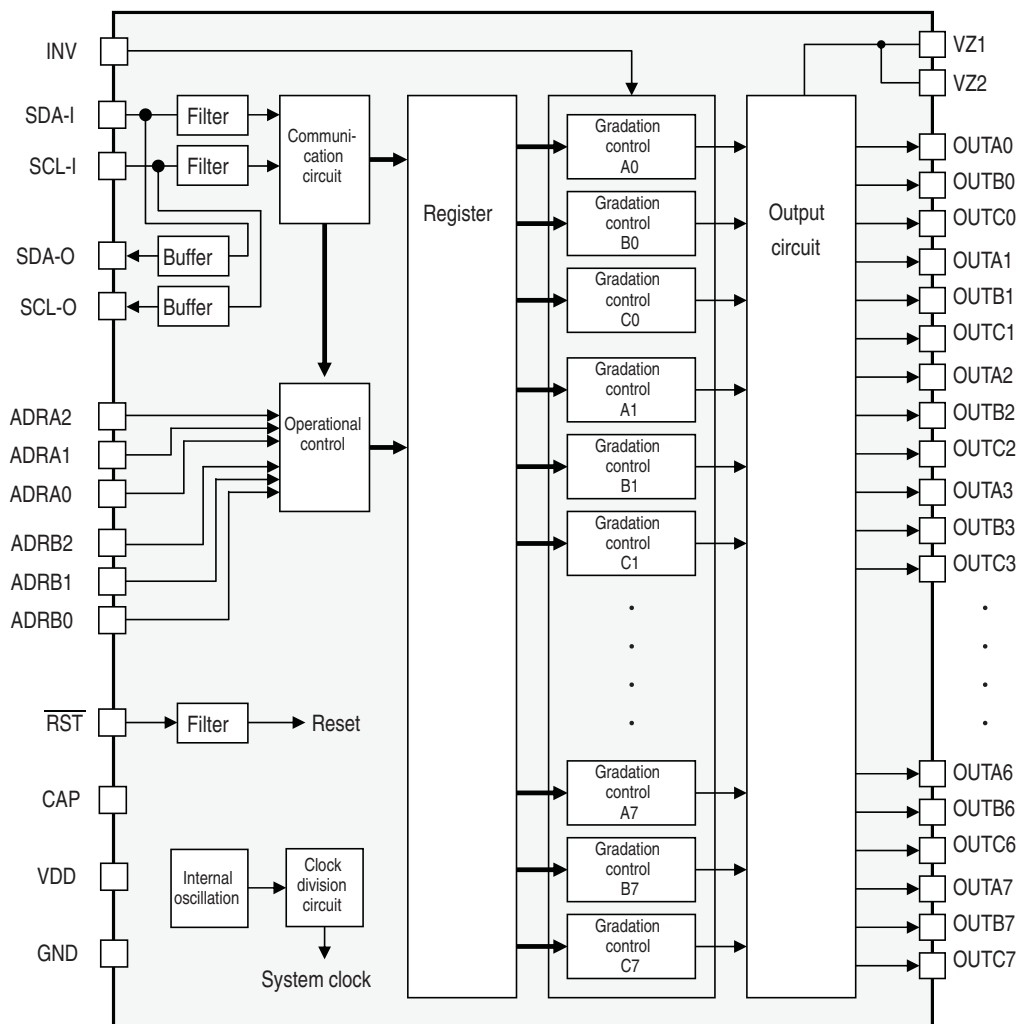 INV
SDA-I
SCL-I
SDA-O
SCL-O
ADRA2
ADRA1
ADRA0
ADRB2
ADRB1
ADRB0
RST
CAP
VDD
GND
Filter
Filter
Buffer
Buffer
Communi-
cation
circuit
Operational
control
Filter
Reset
Internal
oscillation
Clock
division
circuit
System clock
Register
Gradation
control
A0
Gradation
control
B0
Gradation
control
C0
Gradation
control
A1
Gradation
control
B1
Gradation
control
C1
Gradation
control
A7
Gradation
control
B7
Gradation
control
C7
Output
circuit
VZ1
VZ2
OUTA0
OUTB0
OUTC0
OUTA1
OUTB1
OUTC1
OUTA2
OUTB2
OUTC2
OUTA3
OUTB3
OUTC3
OUTA6
OUTB6
OUTC6
OUTA7
OUTB7
OUTC7